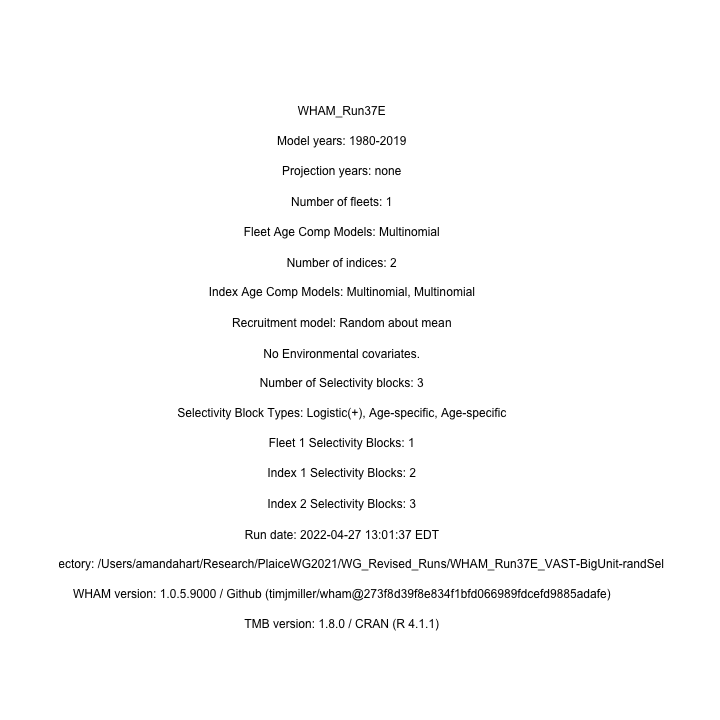 WHAM_Run37E
Model years: 1980-2019
Projection years: none
Number of fleets: 1
Fleet Age Comp Models: Multinomial
Number of indices: 2
Index Age Comp Models: Multinomial, Multinomial
Recruitment model: Random about mean
No Environmental covariates.
Number of Selectivity blocks: 3
Selectivity Block Types: Logistic(+), Age-specific, Age-specific
Fleet 1 Selectivity Blocks: 1
Index 1 Selectivity Blocks: 2
Index 2 Selectivity Blocks: 3
Run date: 2022-04-27 13:01:37 EDT
ectory: /Users/amandahart/Research/PlaiceWG2021/WG_Revised_Runs/WHAM_Run37E_VAST-BigUnit-randSel
WHAM version: 1.0.5.9000 / Github (timjmiller/wham@273f8d39f8e834f1bfd066989fdcefd9885adafe)
TMB version: 1.8.0 / CRAN (R 4.1.1)